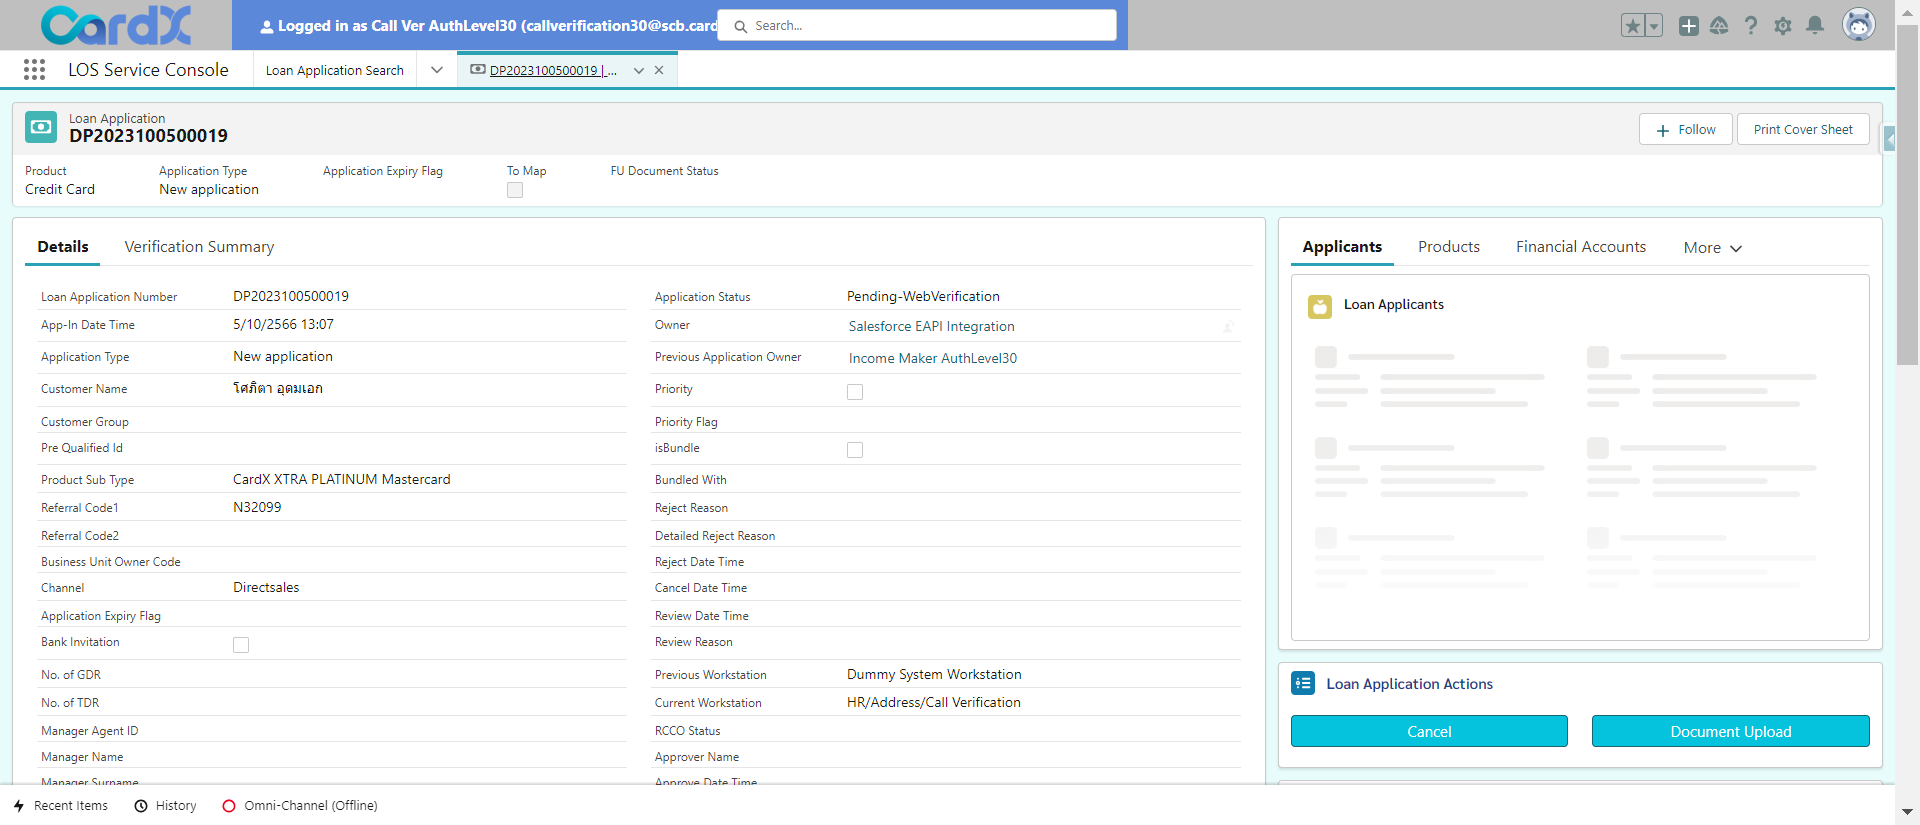 CardX
Logged in as Call Ver AuthLevel30 (callverification30@scb.card
Search...
LOS Service Console
Loan Application Search
DP2023100500019 | ...
Loan Application
DP2023100500019
Follow
Print Cover Sheet
Product
Application Type
Application Expiry Flag
To Map
FU Document Status
Credit Card
New application
Details
Verification Summary
Loan Application Number DP2023100500019
App-In Date Time 5/10/2566 13:07
Application Type New application
Customer Name โศภิตา อุดมเอก
Customer Group
Pre Qualified Id
Product Sub Type CardX XTRA PLATINUM Mastercard
Referral Code1 N32099
Referral Code2
Business Unit Owner Code
Channel Directsales
Application Expiry Flag
Bank Invitation
No. of GDR
No. of TDR
Manager Agent ID
Manager Name
Manager Surname
Application Status Pending-WebVerification
Owner Salesforce EAPI Integration
Previous Application Owner Income Maker AuthLevel30
Priority
Priority Flag
isBundle
Bundled With
Reject Reason
Detailed Reject Reason
Reject Date Time
Cancel Date Time
Review Date Time
Review Reason
Previous Workstation Dummy System Workstation
Current Workstation HR/Address/Call Verification
RCCO Status
Approver Name
Approve Date Time
Applicants
Products
Financial Accounts
More
Loan Applicants
Loan Application Actions
Cancel
Document Upload
Recent Items
History
Omni-Channel (Offline)